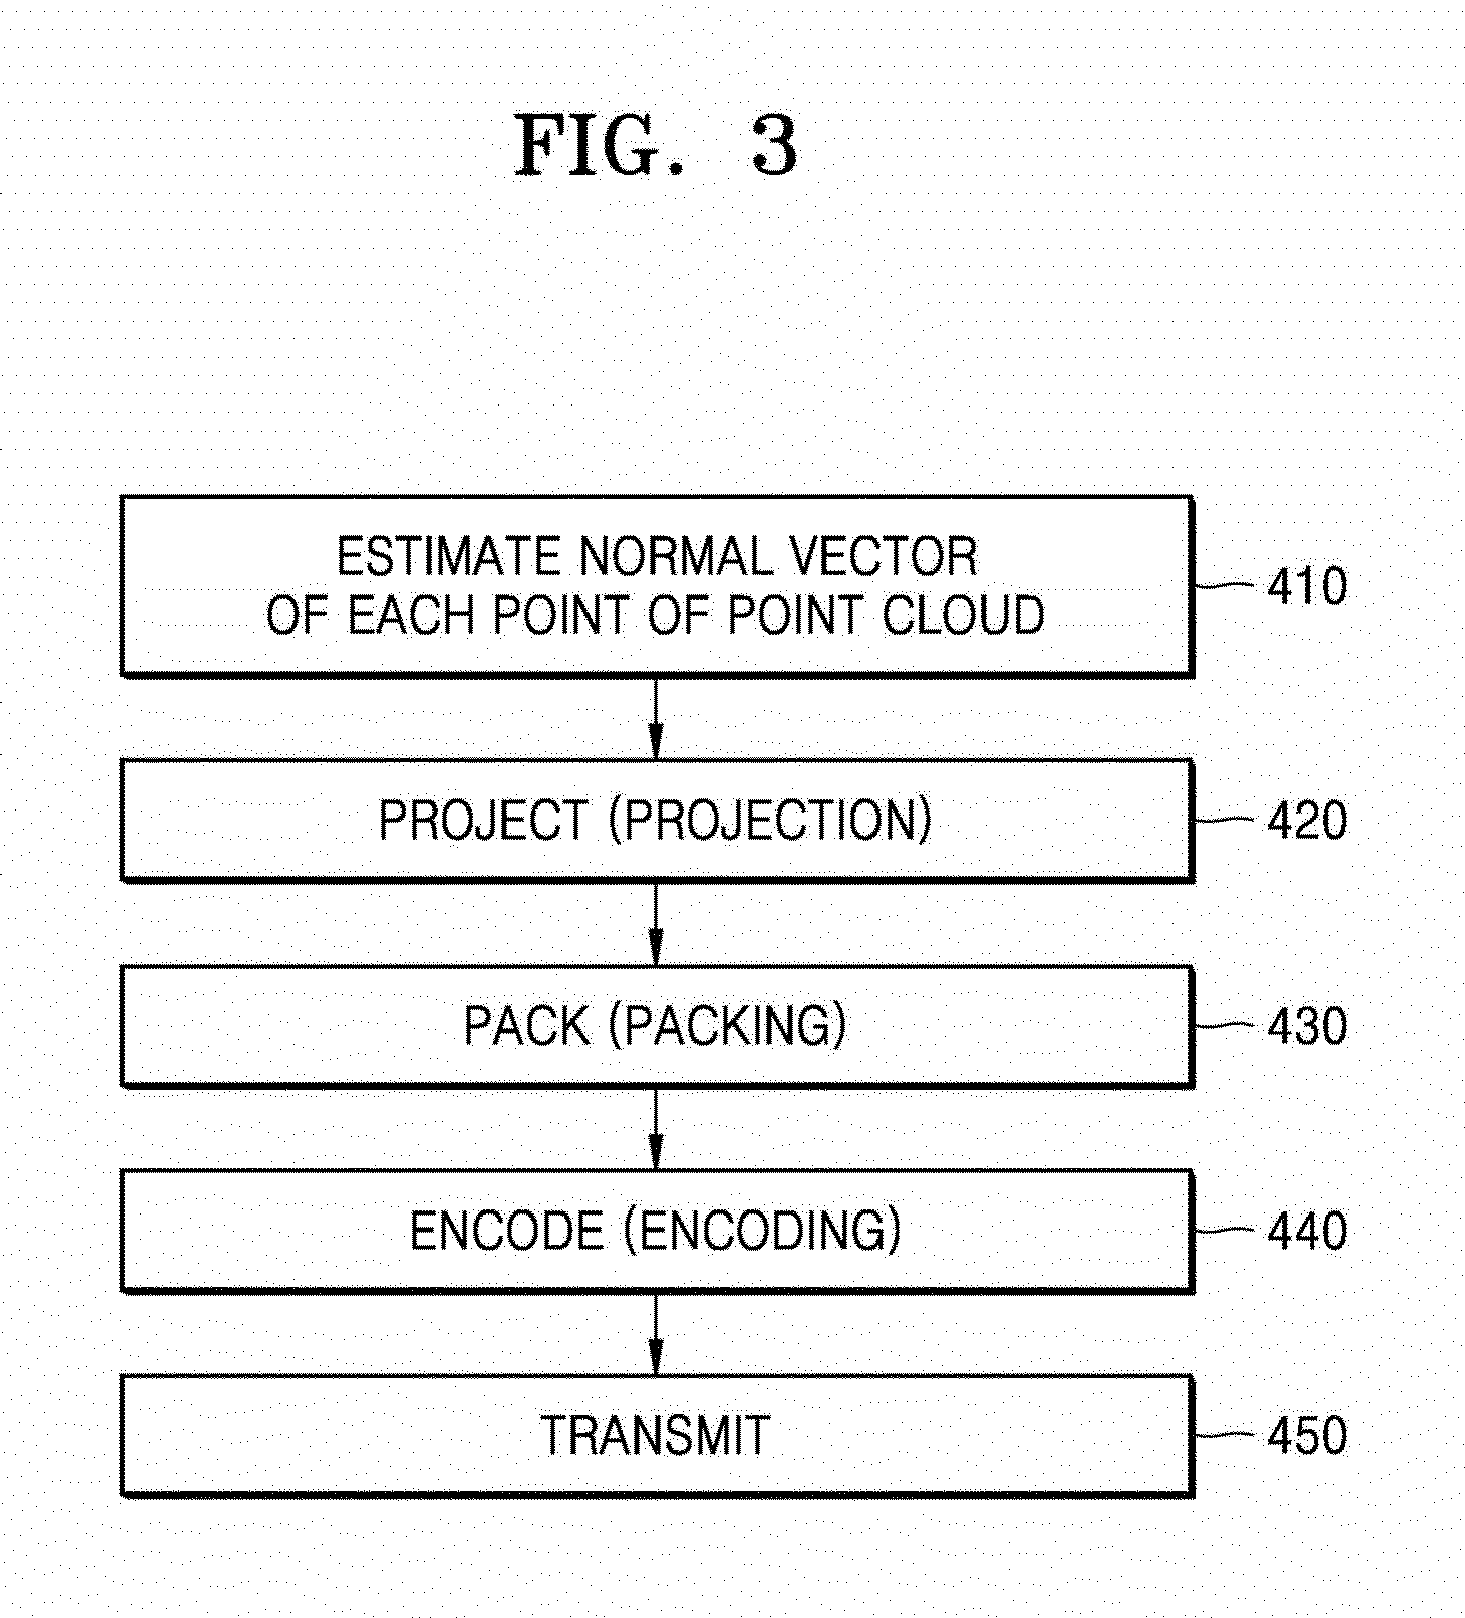 FIG. 3
ESTIMATE NORMAL VECTOR
OF EACH POINT OF POINT CLOUD
410
PROJECT (PROJECTION)
420
PACK (PACKING)
430
ENCODE (ENCODING)
440
TRANSMIT
450